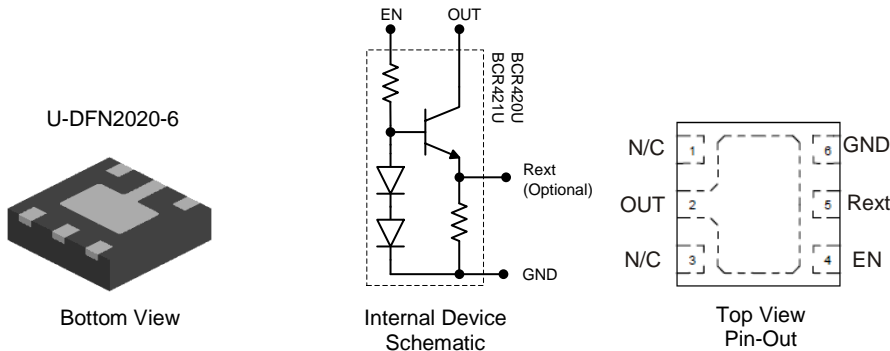 U-DFN2020-6
Bottom View
EN
OUT
BCR420U
BCR421U
Rext
(Optional)
GND
Internal Device
Schematic
N/C
1
6
GND
OUT
2
5
Rext
N/C
3
4
EN
Top View
Pin-Out